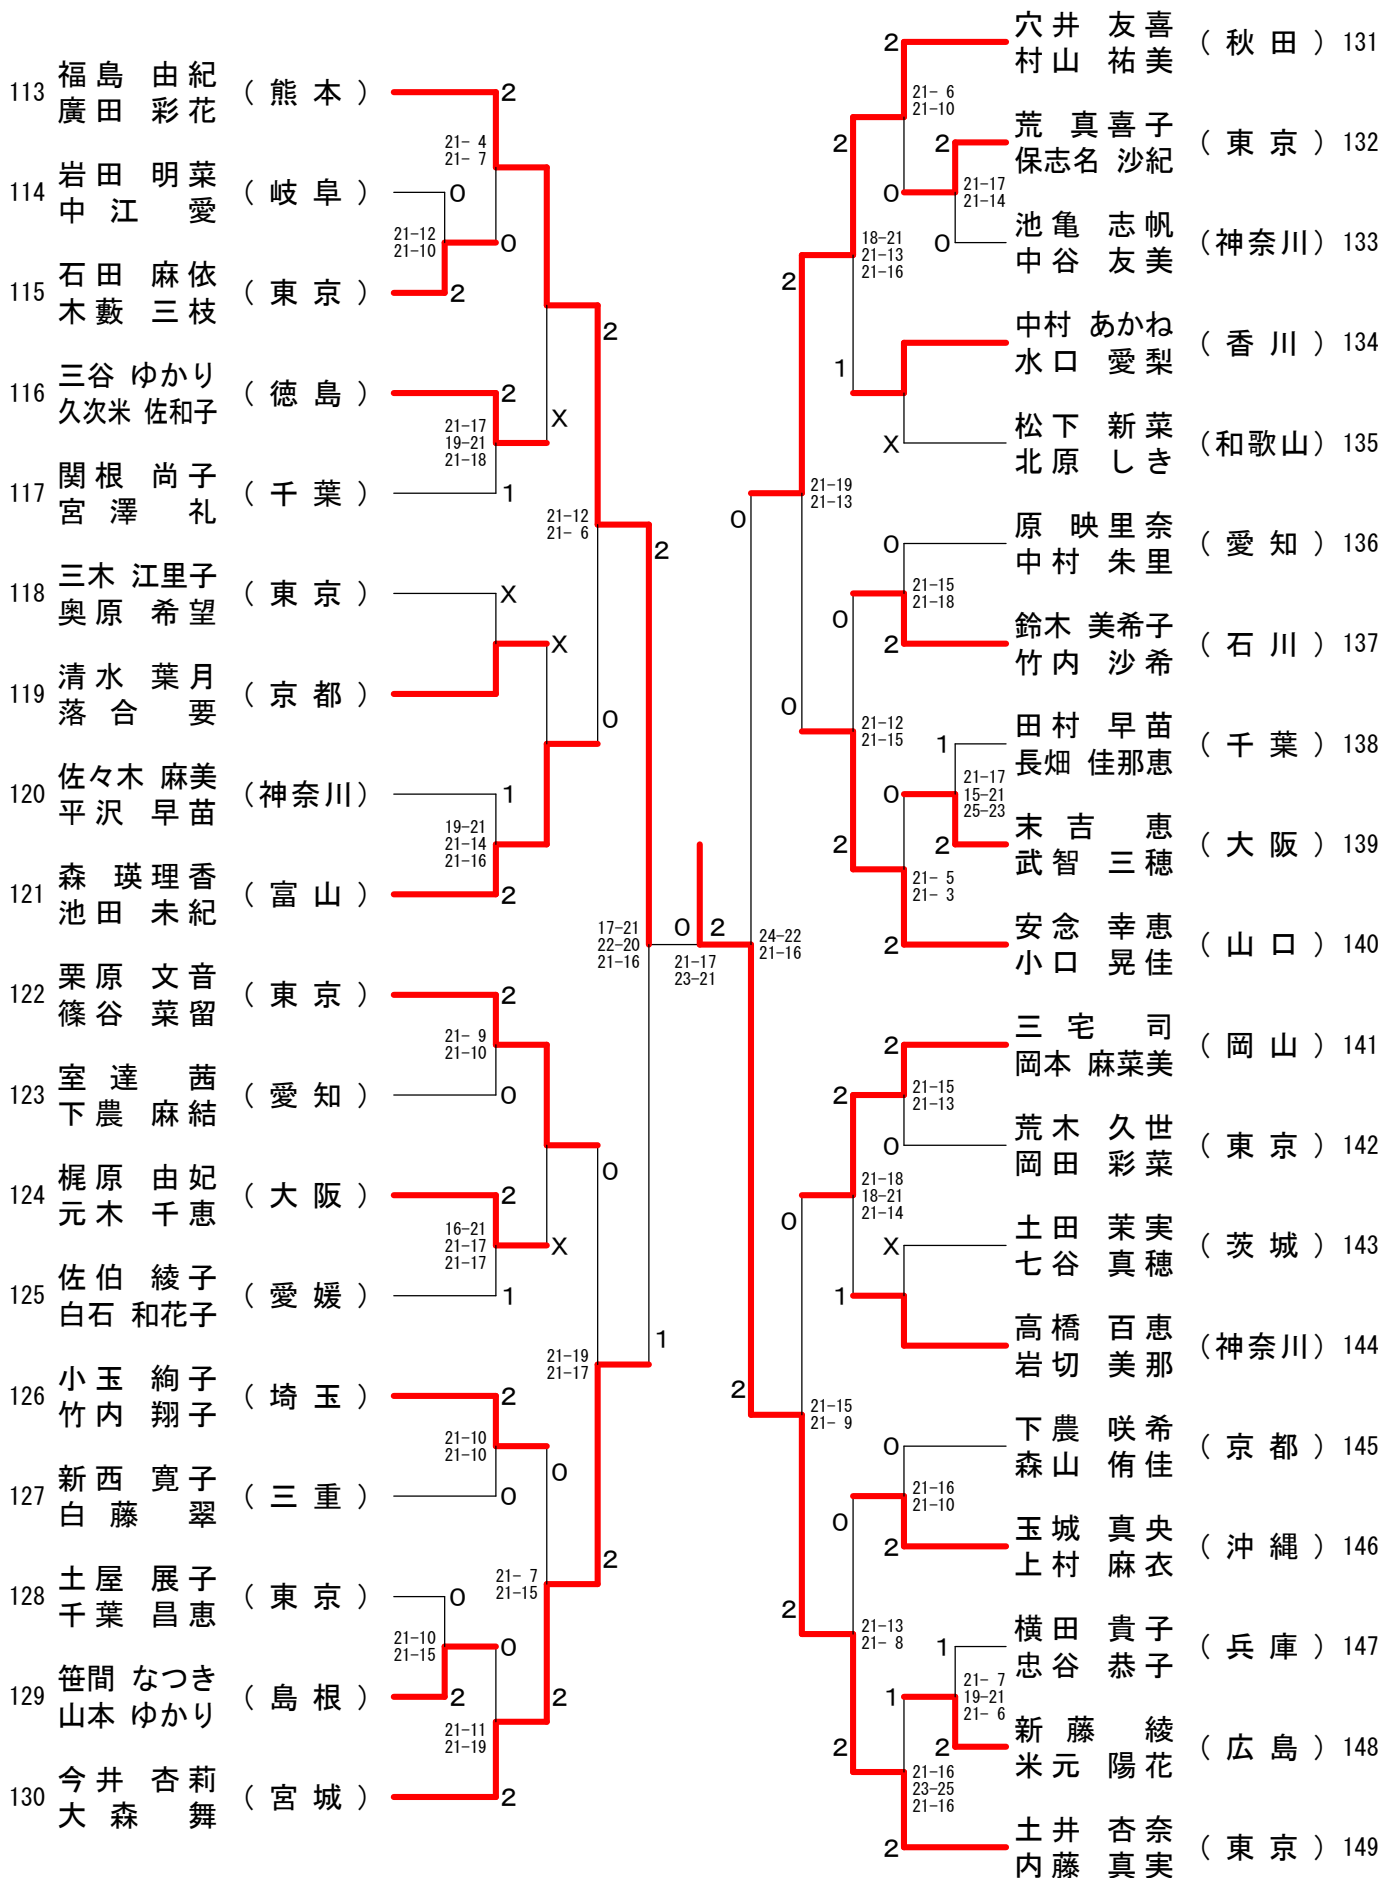 113 福島 由紀
廣田 彩花
(熊本)
2
21- 4
21- 7
114 岩田 明菜
中江 愛
(岐阜)
0
21-12
21-10
0
115 石田 麻依
木藪 三枝
(東京)
2
2
116 三谷 ゆかり
久次米 佐和子
(徳島)
2
X
21-17
19-21
21-18
117 関根 尚子
宮澤 礼
(千葉)
1
21-12
21- 6
2
118 三木 江里子
奥原 希望
(東京)
X
X
119 清水 葉月
落合 要
(京都)
0
120 佐々木 麻美
平沢 早苗
(神奈川)
1
19-21
21-14
21-16
121 森 瑛理香
池田 未紀
(富山)
2
17-21
22-20
21-16
0
2
21-17
23-21
122 栗原 文音
篠谷 菜留
(東京)
2
21- 9
21-10
123 室達 茜
下農 麻結
(愛知)
0
0
124 梶原 由妃
元木 千恵
(大阪)
2
16-21
21-17
21-17
X
125 佐伯 綾子
白石 和花子
(愛媛)
1
21-19
21-17
1
126 小玉 絢子
竹内 翔子
(埼玉)
2
21-10
21-10
0
127 新西 寛子
白藤 翠
(三重)
0
21- 7
21-15
2
128 土屋 展子
千葉 昌恵
(東京)
0
21-10
21-15
0
129 笹間 なつき
山本 ゆかり
(島根)
2
2
21-11
21-19
130 今井 杏莉
大森 舞
(宮城)
2
2
穴井 友喜
村山 祐美
(秋田) 131
21- 6
21-10
2
2
荒 真喜子
保志名 沙紀
(東京) 132
0
21-17
21-14
0
池亀 志帆
中谷 友美
(神奈川) 133
2
18-21
21-13
21-16
中村 あかね
水口 愛梨
(香川) 134
1
X
松下 新菜
北原 しき
(和歌山) 135
0
21-19
21-13
0
原 映里奈
中村 朱里
(愛知) 136
21-15
21-18
0
2
鈴木 美希子
竹内 沙希
(石川) 137
0
21-12
21-15
1
田村 早苗
長畑 佳那恵
(千葉) 138
21-17
15-21
25-23
0
2
2
末吉 恵
武智 三穂
(大阪) 139
21- 5
21- 3
2
安念 幸恵
小口 晃佳
(山口) 140
24-22
21-16
2
三宅 司
岡本 麻菜美
(岡山) 141
2
21-15
21-13
0
荒木 久世
岡田 彩菜
(東京) 142
0
21-18
18-21
21-14
X
土田 茉実
七谷 真穂
(茨城) 143
1
高橋 百恵
岩切 美那
(神奈川) 144
2
21-15
21- 9
0
下農 咲希
森山 侑佳
(京都) 145
21-16
21-10
0
2
玉城 真央
上村 麻衣
(沖縄) 146
2
21-13
21- 8
1
横田 貴子
忠谷 恭子
(兵庫) 147
21- 7
19-21
21- 6
1
2
2
新藤 綾
米元 陽花
(広島) 148
21-16
23-25
21-16
2
土井 杏奈
内藤 真実
(東京) 149